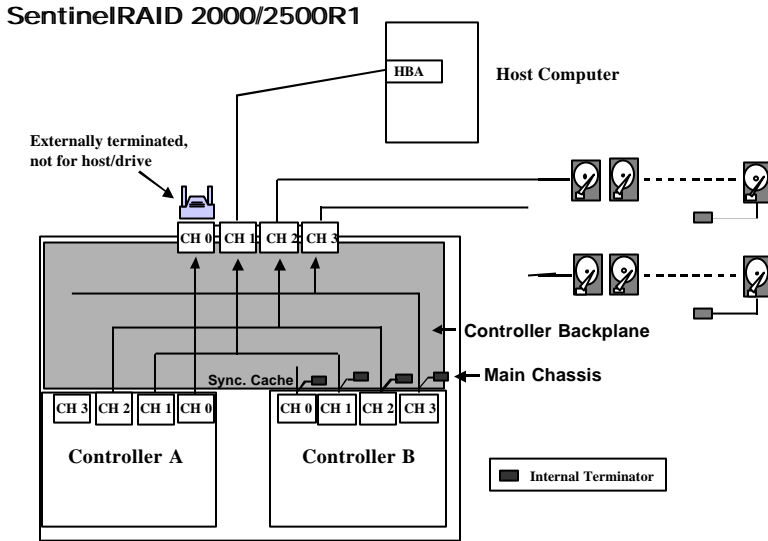 SentinelRAID 2000/2500R1
HBA
Host Computer
Externally terminated,
not for host/drive
CH 0 CH 1 CH 2 CH 3
Controller Backplane
Sync. Cache
Main Chassis
CH 3 CH 2 CH 1 CH 0
CH 0 CH 1 CH 2 CH 3
Controller A
Controller B
Internal Terminator